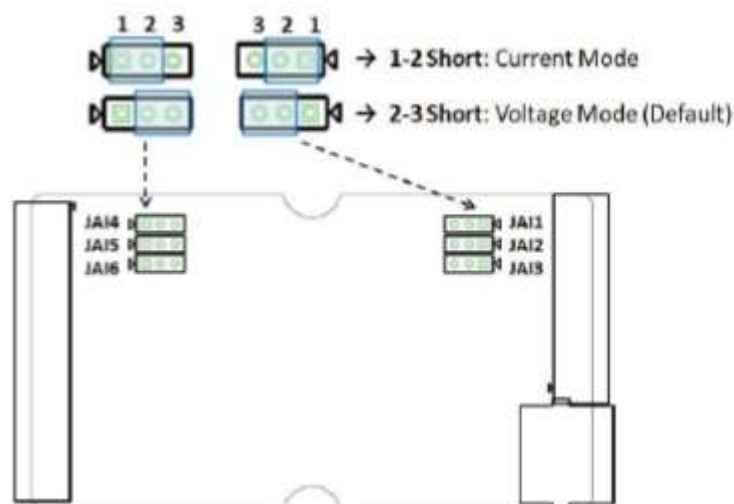 1 2 3 3 2 1
→ 1-2 Short: Current Mode
→ 2-3 Short: Voltage Mode (Default)
JAI4 JAI1
JAI5 JAI2
JAI6 JAI3